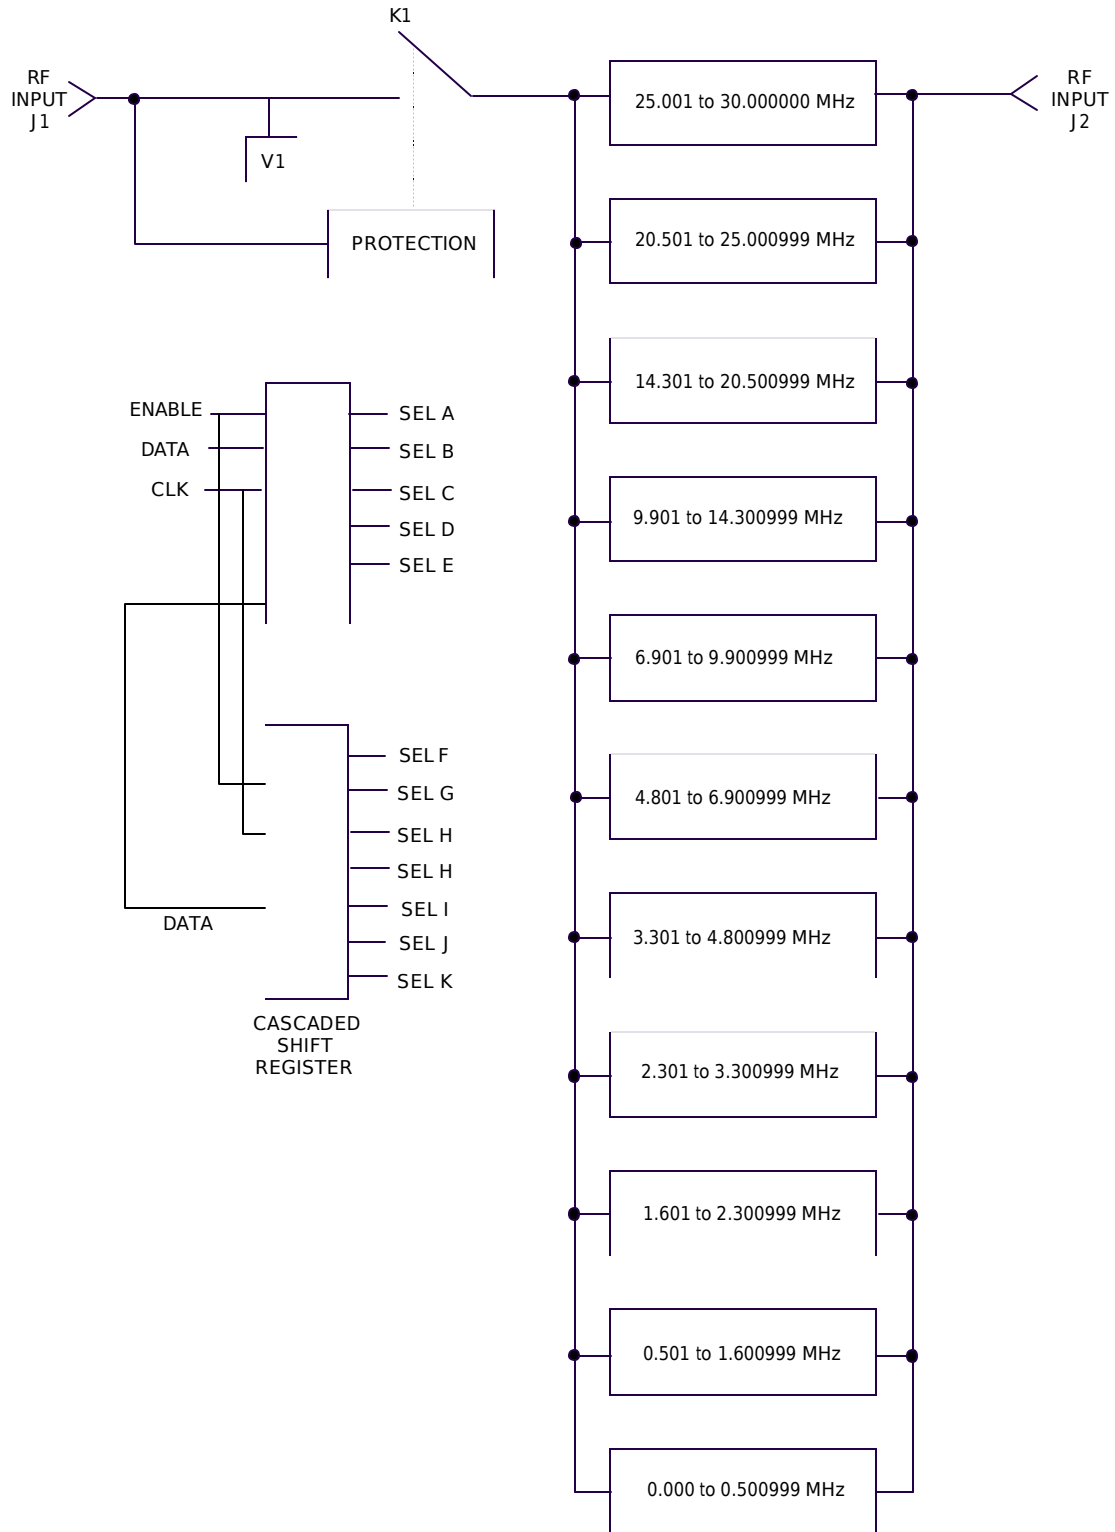 K1
RF
INPUT
J1
V1
PROTECTION
ENABLE
DATA
CLK
SEL A
SEL B
SEL C
SEL D
SEL E
SEL F
SEL G
SEL H
SEL H
SEL I
SEL J
SEL K
DATA
CASCADED
SHIFT
REGISTER
25.001 to 30.000000 MHz
20.501 to 25.000999 MHz
14.301 to 20.500999 MHz
9.901 to 14.300999 MHz
6.901 to 9.900999 MHz
4.801 to 6.900999 MHz
3.301 to 4.800999 MHz
2.301 to 3.300999 MHz
1.601 to 2.300999 MHz
0.501 to 1.600999 MHz
0.000 to 0.500999 MHz
RF
INPUT
J2